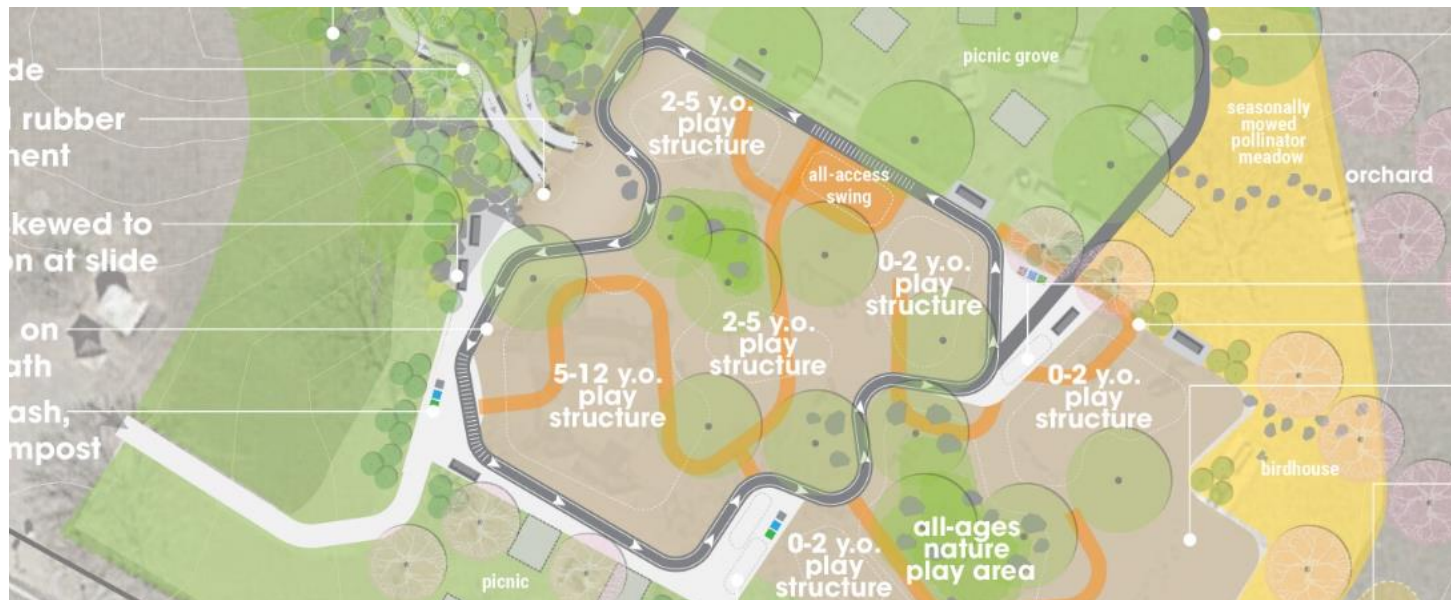 de
rubber
ment
skewed to
on at slide
on
ath
ash,
mpost
2-5 y.o.
play
structure
all-access
swing
picnic grove
seasonally
mowed
pollinator
meadow
orchard
0-2 y.o.
play
structure
2-5 y.o.
play
structure
5-12 y.o.
play
structure
0-2 y.o.
play
structure
birdhouse
all-ages
nature
play area
0-2 y.o.
play
structure
picnic